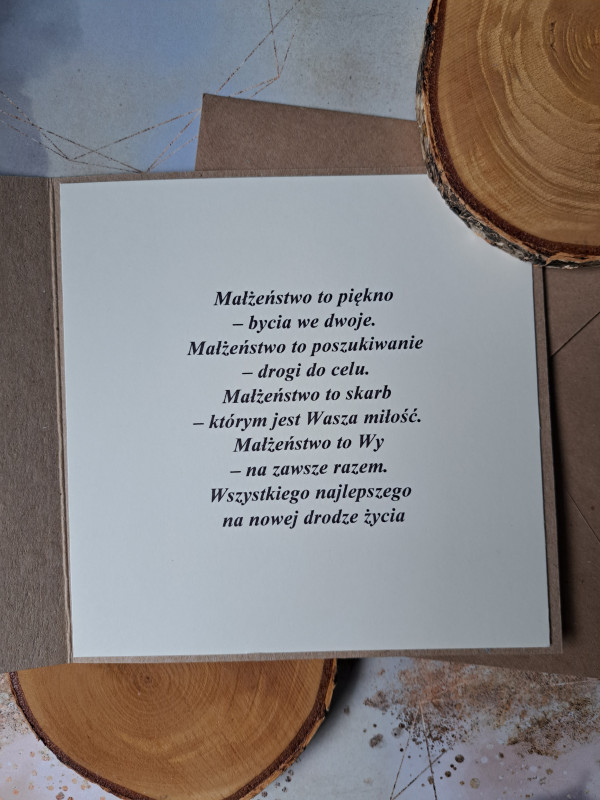 Małżeństwo to piękno
– bycia we dwoje.
Małżeństwo to poszukiwanie
– drogi do celu.
Małżeństwo to skarb
– którym jest Wasza miłość.
Małżeństwo to Wy
– na zawsze razem.
Wszystkiego najlepszego
na nowej drodze życia